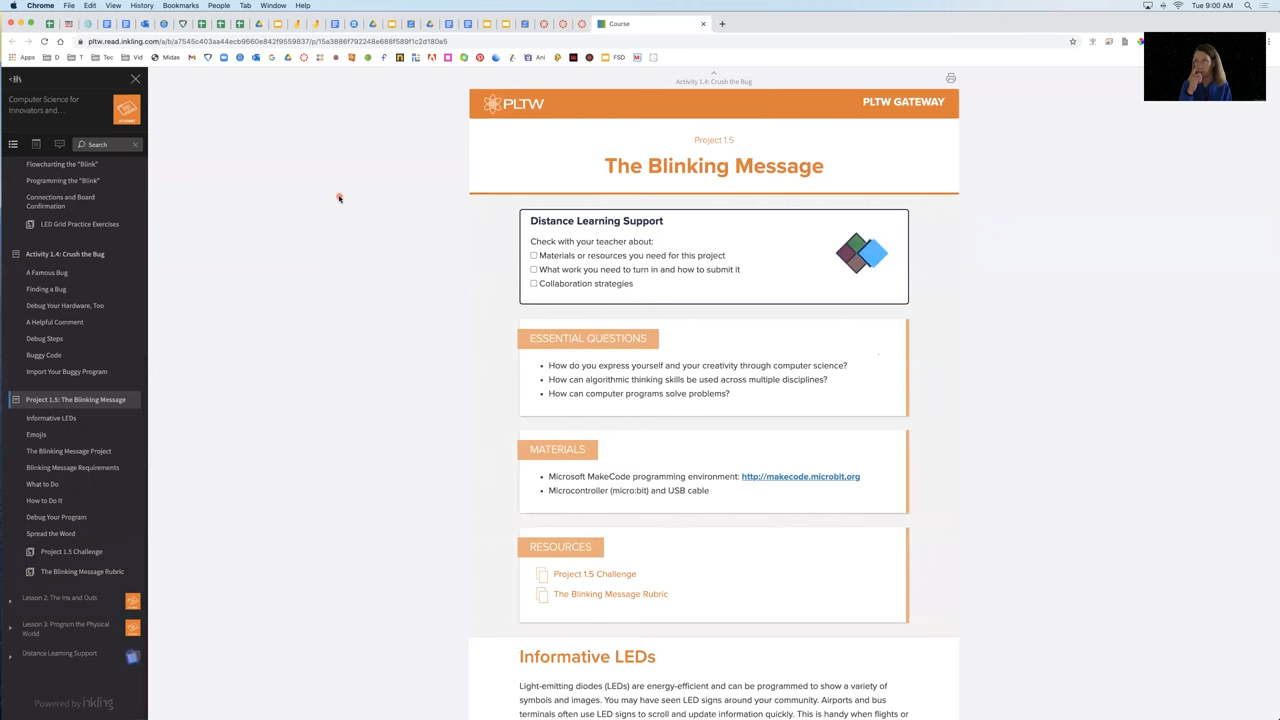 Chrome File Edit View History Bookmarks People Tab Window Help
Tue 9:00 AM
Course
pltw.read.inkling.com/a/b/a7545c403aa44ecb9660e842f9559837/p/15a3886f792248e688f589f1c2d180a5
Apps D T Tec Vid Midas Ani FSD
Computer Science for
Innovators and...
STUDENT
Search
Flowcharting the "Blink"
Programming the "Blink"
Connections and Board
Confirmation
LED Grid Practice Exercises
Activity 1.4: Crush the Bug
A Famous Bug
Finding a Bug
Debug Your Hardware, Too
A Helpful Comment
Debug Steps
Buggy Code
Import Your Buggy Program
Project 1.5: The Blinking Message
Informative LEDs
Emojis
The Blinking Message Project
Blinking Message Requirements
What to Do
How to Do It
Debug Your Program
Spread the Word
Project 1.5 Challenge
The Blinking Message Rubric
Lesson 2: The Ins and Outs
Lesson 3: Program the Physical
World
Distance Learning Support
Powered by inkling
Activity 1.4: Crush the Bug
PLTW
PLTW GATEWAY
Project 1.5
The Blinking Message
Distance Learning Support
Check with your teacher about:
Materials or resources you need for this project
What work you need to turn in and how to submit it
Collaboration strategies
ESSENTIAL QUESTIONS
• How do you express yourself and your creativity through computer science?
• How can algorithmic thinking skills be used across multiple disciplines?
• How can computer programs solve problems?
MATERIALS
• Microsoft MakeCode programming environment: http://makecode.microbit.org
• Microcontroller (micro:bit) and USB cable
RESOURCES
Project 1.5 Challenge
The Blinking Message Rubric
Informative LEDs
Light-emitting diodes (LEDs) are energy-efficient and can be programmed to show a variety of
symbols and images. You may have seen LED signs around your community. Airports and bus
terminals often use LED signs to scroll and update information quickly. This is handy when flights or